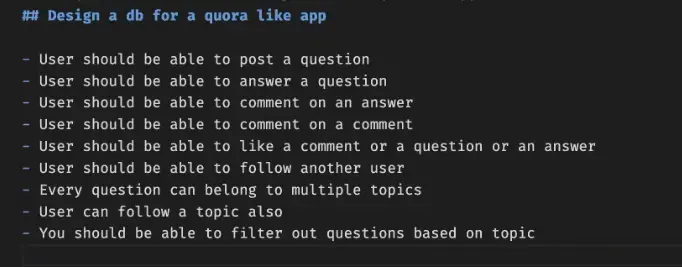 ## Design a db for a quora like app
- User should be able to post a question
- User should be able to answer a question
- User should be able to comment on an answer
- User should be able to comment on a comment
- User should be able to like a comment or a question or an answer
- User should be able to follow another user
- Every question can belong to multiple topics
- User can follow a topic also
- You should be able to filter out questions based on topic